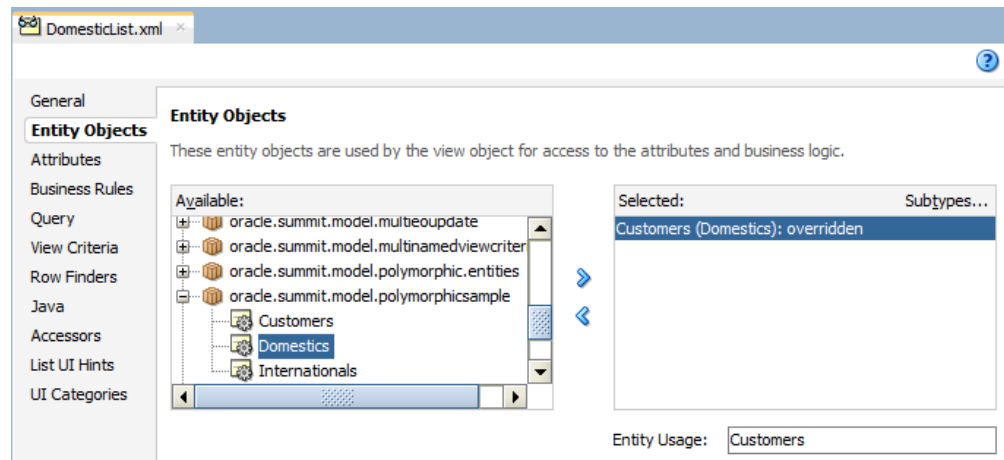 DomesticList.xml
General
Entity Objects
Attributes
Business Rules
Query
View Criteria
Row Finders
Java
Accessors
List UI Hints
UI Categories
Entity Objects
These entity objects are used by the view object for access to the attributes and business logic.
Available:
oracle.summit.model.multieoupdate
oracle.summit.model.multinamedviewcriter
oracle.summit.model.polymorphic.entities
oracle.summit.model.polymorphicsample
Customers
Domestics
Internationals
Selected: Subtypes...
Customers (Domestics): overridden
Entity Usage: Customers